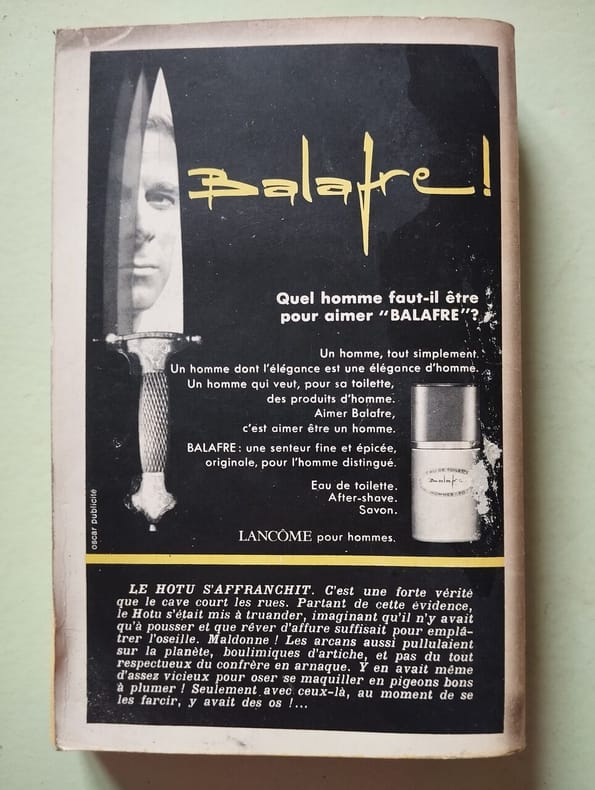 Balafre!
Quel homme faut-il être
pour aimer "BALAFRE"?
Un homme, tout simplement.
Un homme dont l'élégance est une élégance d'homme.
Un homme qui veut, pour sa toilette,
des produits d'homme.
Aimer Balafre,
c'est aimer être un homme.
BALAFRE : une senteur fine et épicée,
originale, pour l'homme distingué.
Eau de toilette.
After-shave.
Savon.
LANCÔME pour hommes.
EAU DE TOILETTE
Balafre
oscar publicité
LE HOTU S'AFFRANCHIT. C'est une forte vérité
que le cave court les rues. Partant de cette évidence,
le Hotu s'était mis à truander, imaginant qu'il n'y avait
qu'à pousser et que rêver d'affure suffisait pour emplâ-
trer l'oseille. Maldonne ! Les arcans aussi pullulaient
sur la planète, boulimiques d'artiche, et pas du tout
respectueux du confrère en arnaque. Y en avait même
d'assez vicieux pour oser se maquiller en pigeons bons
à plumer ! Seulement avec ceux-là, au moment de se
les farcir, y avait des os !...